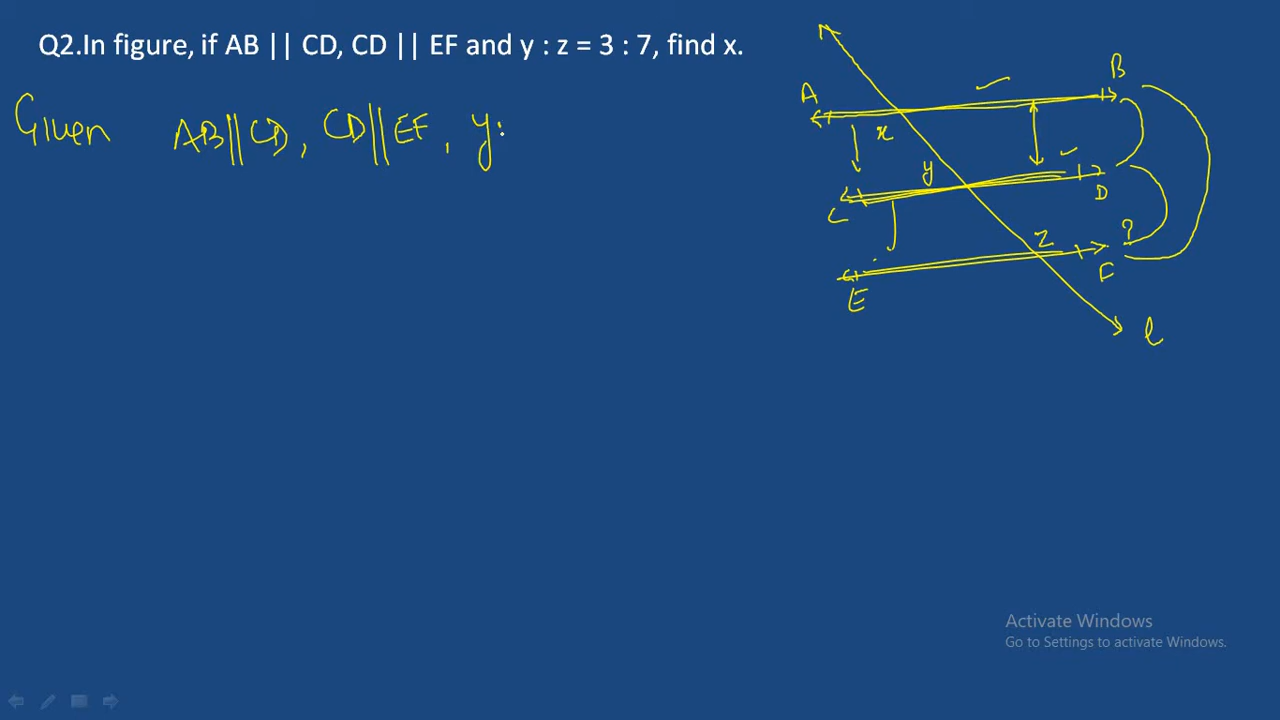 Q2.In figure, if AB || CD, CD || EF and y : z = 3 : 7, find x.
Given AB||CD, CD||EF, y:
A
B
x
y
C
D
z
?
E
F
l
Activate Windows
Go to Settings to activate Windows.